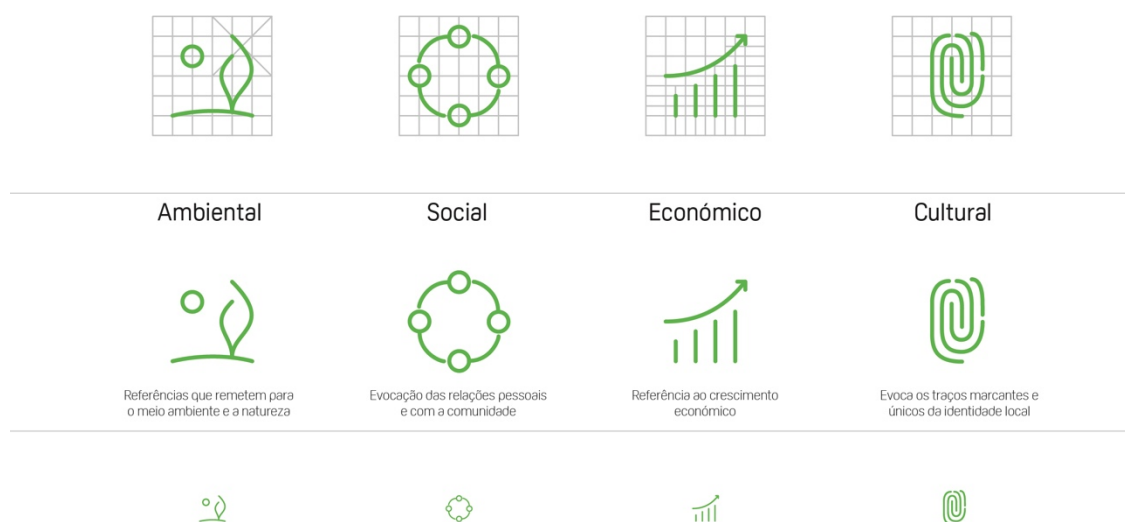 Ambiental
Social
Económico
Cultural
Referências que remetem para
o meio ambiente e a natureza
Evocação das relações pessoais
e com a comunidade
Referência ao crescimento
económico
Evoca os traços marcantes e
únicos da identidade local